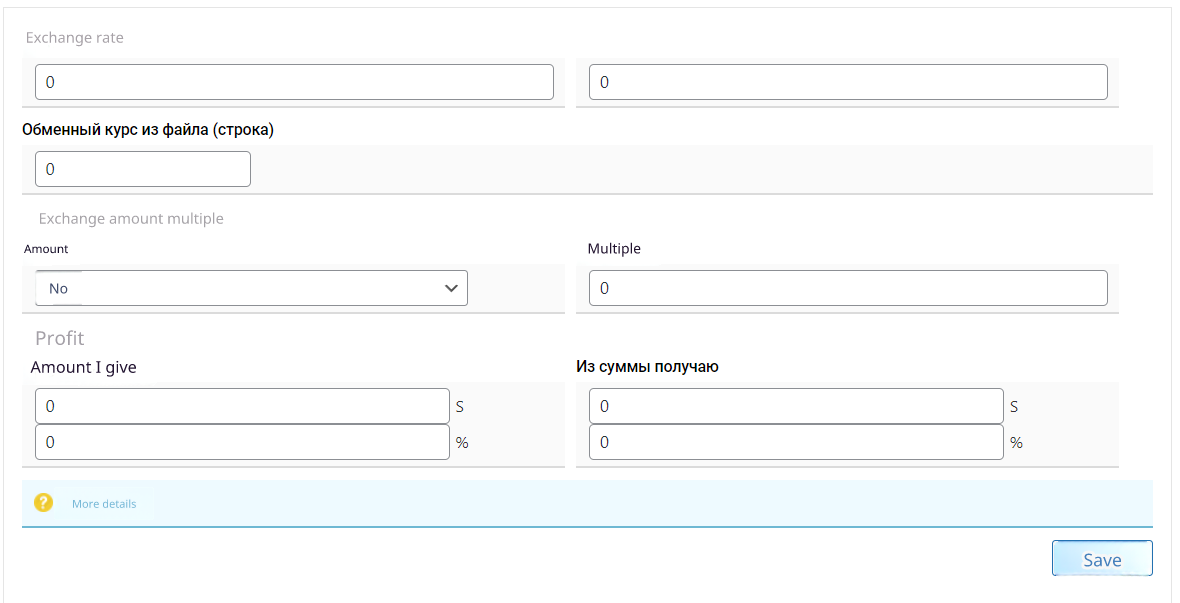 Exchange rate
0 0
Обменный курс из файла (строка)
0
Exchange amount multiple
Amount Multiple
No 0
Profit
Amount I give Из суммы получаю
0 S 0 S
0 % 0 %
? More details
Save